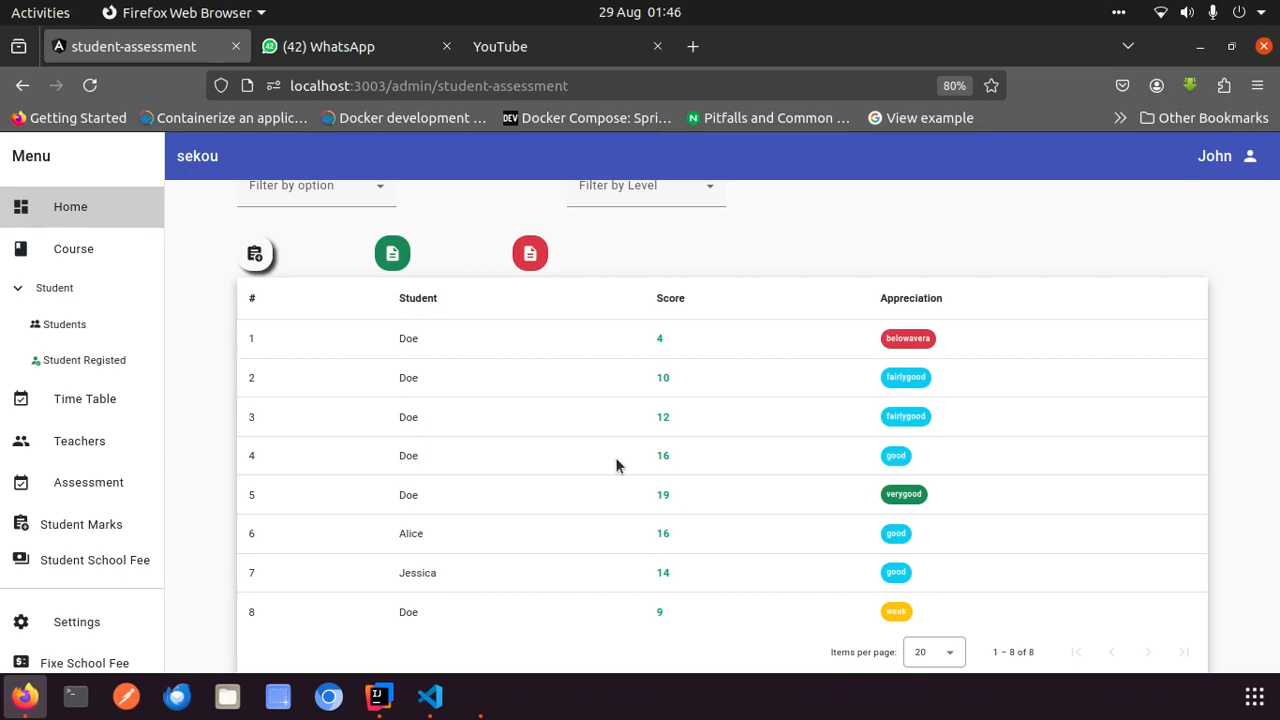 Activities Firefox Web Browser 29 Aug 01:46
student-assessment (42) WhatsApp YouTube
localhost:3003/admin/student-assessment 80%
Getting Started Containerize an applic… Docker development … DEV Docker Compose: Spri… Pitfalls and Common … View example Other Bookmarks
Menu sekou John
Filter by option Filter by Level
Home
Course
Student
Students
Student Registed
Time Table
Teachers
Assessment
Student Marks
Student School Fee
Settings
Fixe School Fee
# Student Score Appreciation
1 Doe 4 belowavera
2 Doe 10 fairlygood
3 Doe 12 fairlygood
4 Doe 16 good
5 Doe 19 verygood
6 Alice 16 good
7 Jessica 14 good
8 Doe 9 weak
Items per page: 20 1 – 8 of 8